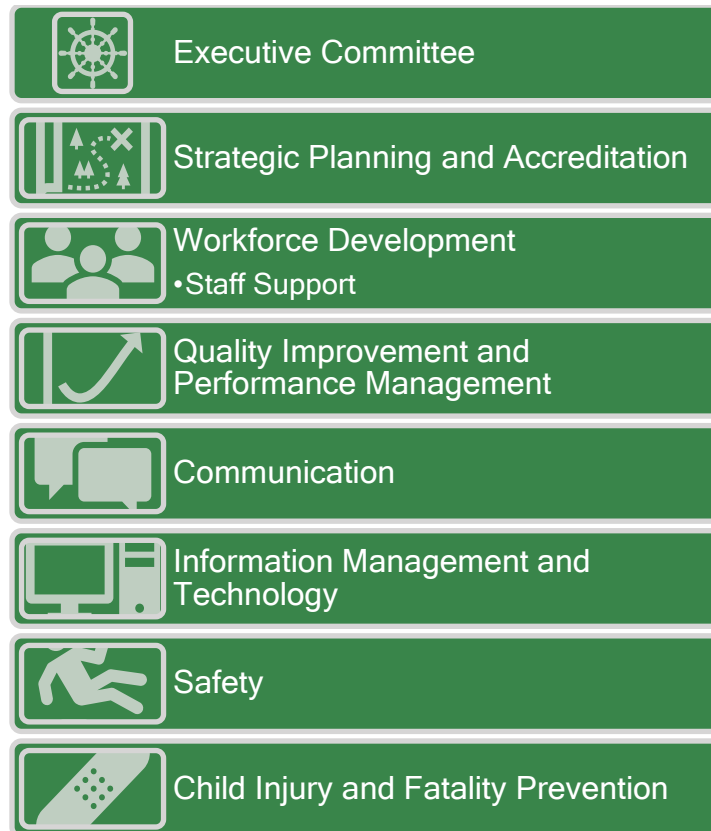 Executive Committee
Strategic Planning and Accreditation
Workforce Development
•Staff Support
Quality Improvement and
Performance Management
Communication
Information Management and
Technology
Safety
Child Injury and Fatality Prevention